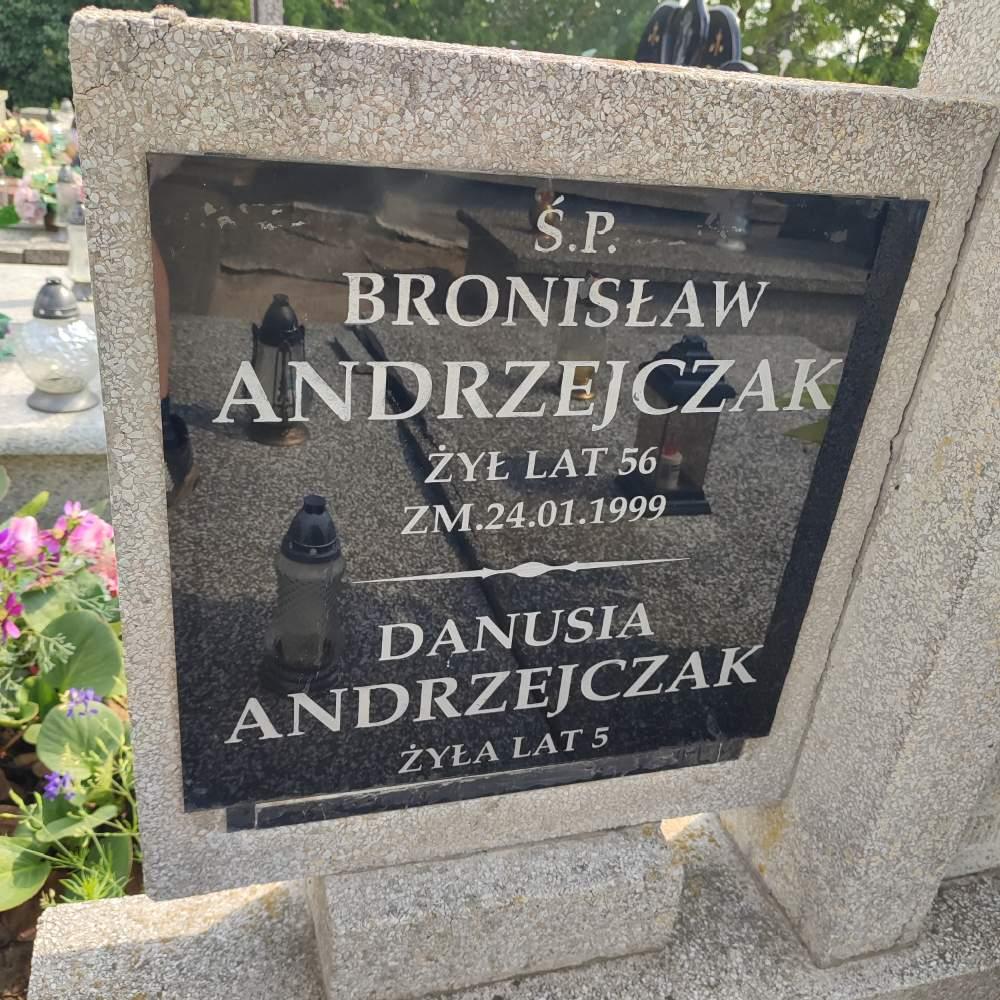 Ś.P.
BRONISŁAW
ANDRZEJCZAK
ŻYŁ LAT 56
ZM.24.01.1999
DANUSIA
ANDRZEJCZAK
ŻYŁA LAT 5